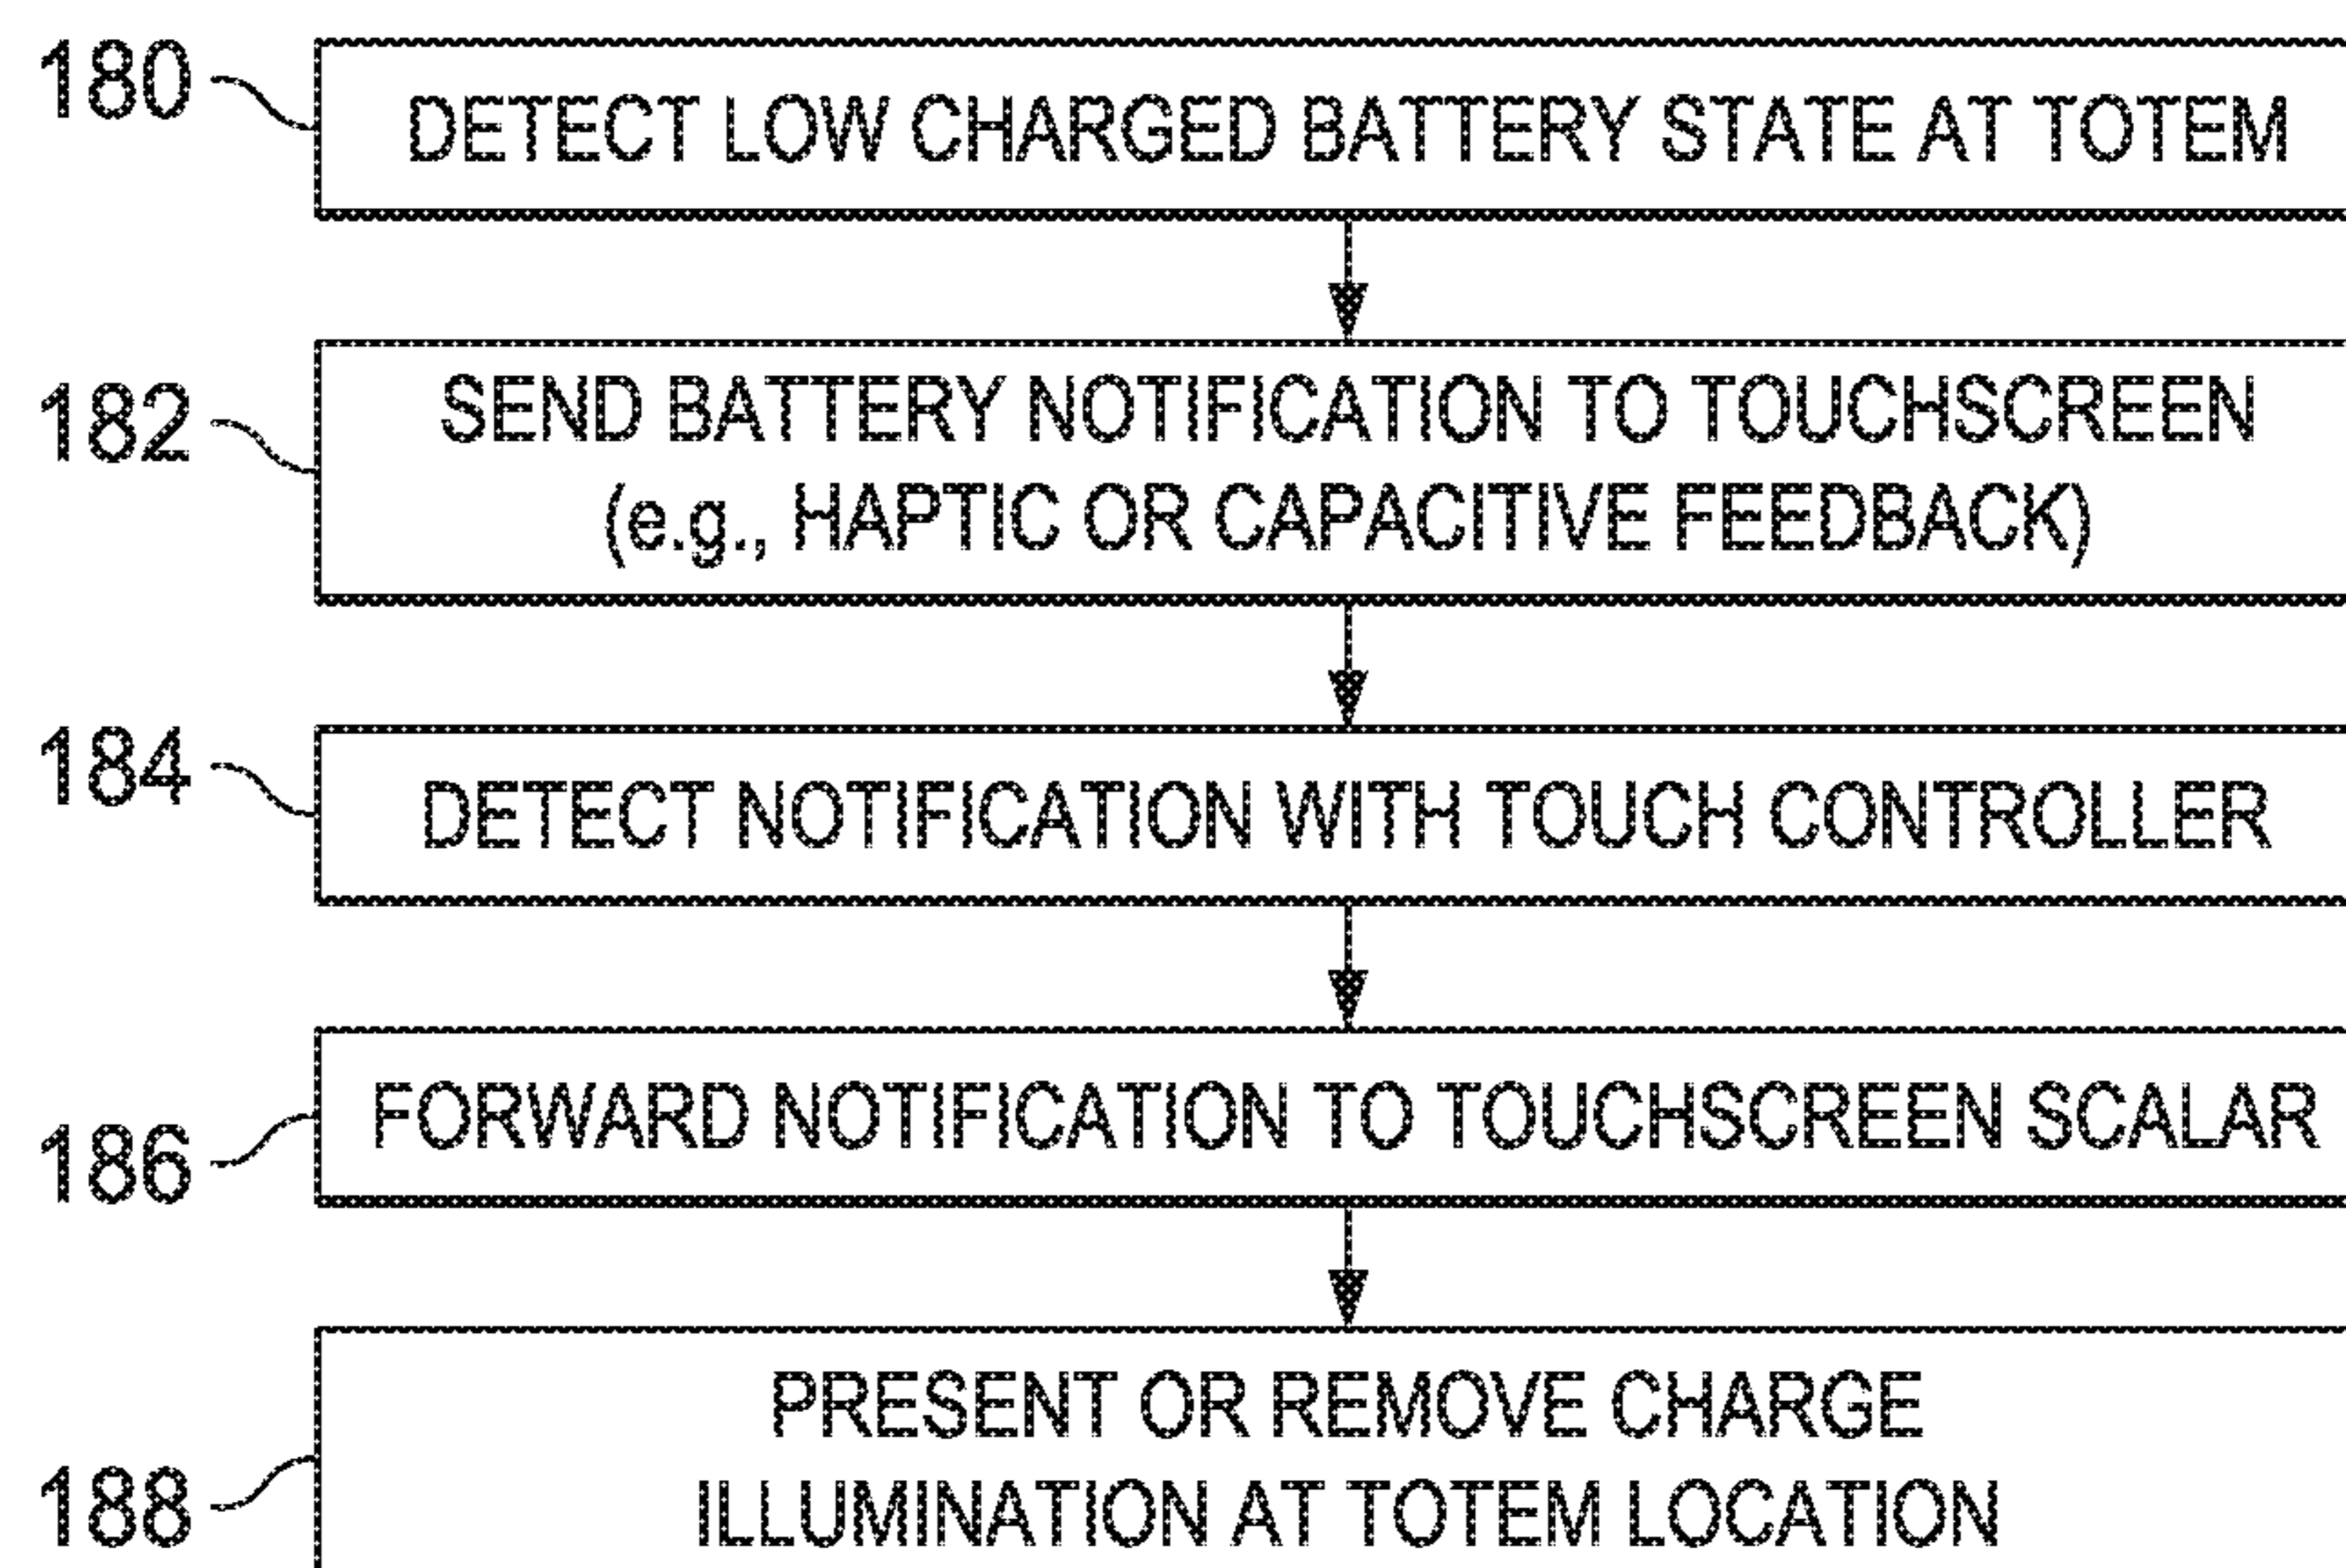 180
DETECT LOW CHARGED BATTERY STATE AT TOTEM
182
SEND BATTERY NOTIFICATION TO TOUCHSCREEN
(e.g., HAPTIC OR CAPACITIVE FEEDBACK)
184
DETECT NOTIFICATION WITH TOUCH CONTROLLER
186
FORWARD NOTIFICATION TO TOUCHSCREEN SCALAR
188
PRESENT OR REMOVE CHARGE
ILLUMINATION AT TOTEM LOCATION